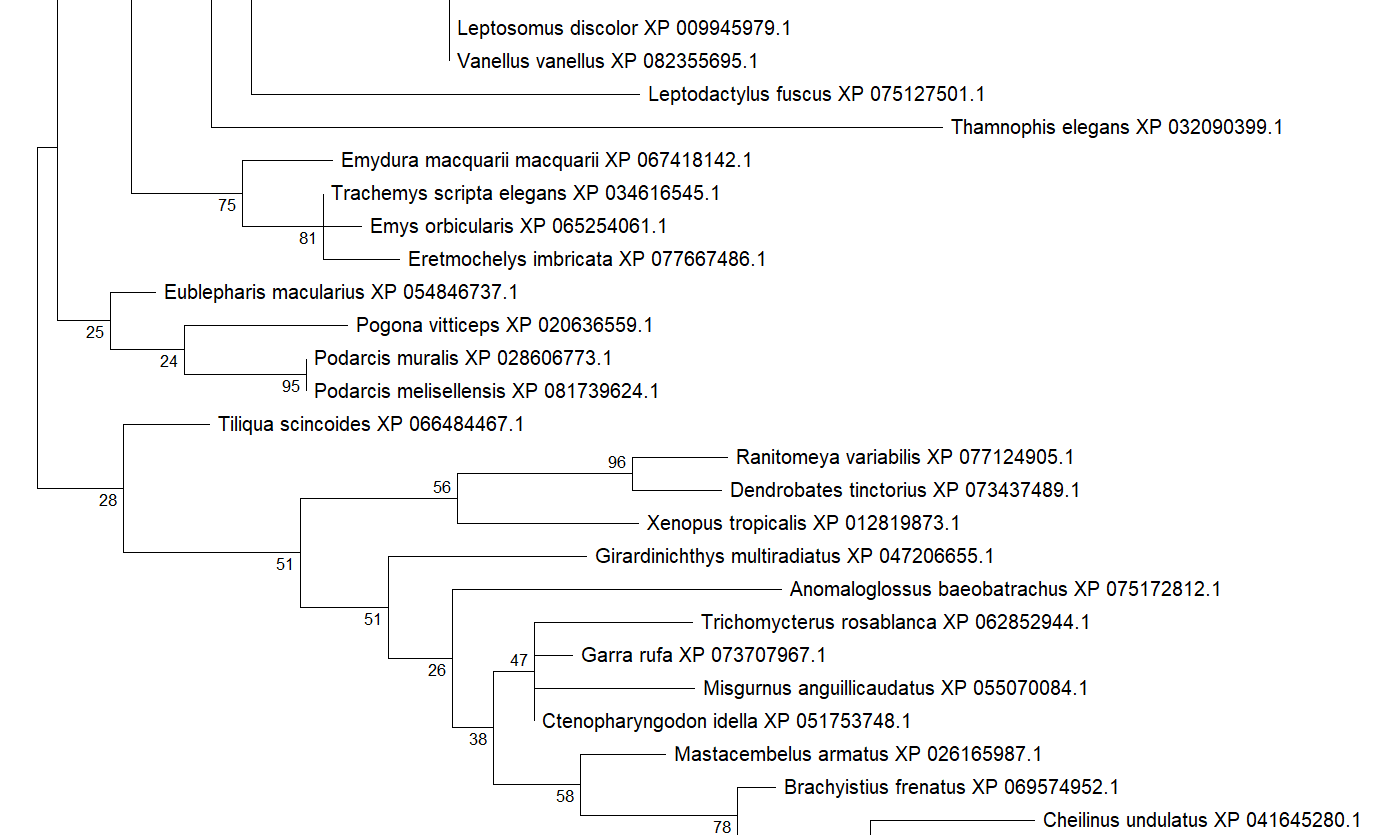 Leptosomus discolor XP 009945979.1
Vanellus vanellus XP 082355695.1
Leptodactylus fuscus XP 075127501.1
Thamnophis elegans XP 032090399.1
Emydura macquarii macquarii XP 067418142.1
Trachemys scripta elegans XP 034616545.1
75
Emys orbicularis XP 065254061.1
81
Eretmochelys imbricata XP 077667486.1
Eublepharis macularius XP 054846737.1
25
Pogona vitticeps XP 020636559.1
24
Podarcis muralis XP 028606773.1
95
Podarcis melisellensis XP 081739624.1
Tiliqua scincoides XP 066484467.1
Ranitomeya variabilis XP 077124905.1
96
56
Dendrobates tinctorius XP 073437489.1
28
Xenopus tropicalis XP 012819873.1
Girardinichthys multiradiatus XP 047206655.1
51
Anomaloglossus baeobatrachus XP 075172812.1
51
Trichomycterus rosablanca XP 062852944.1
47
Garra rufa XP 073707967.1
26
Misgurnus anguillicaudatus XP 055070084.1
Ctenopharyngodon idella XP 051753748.1
38
Mastacembelus armatus XP 026165987.1
Brachyistius frenatus XP 069574952.1
58
Cheilinus undulatus XP 041645280.1
78